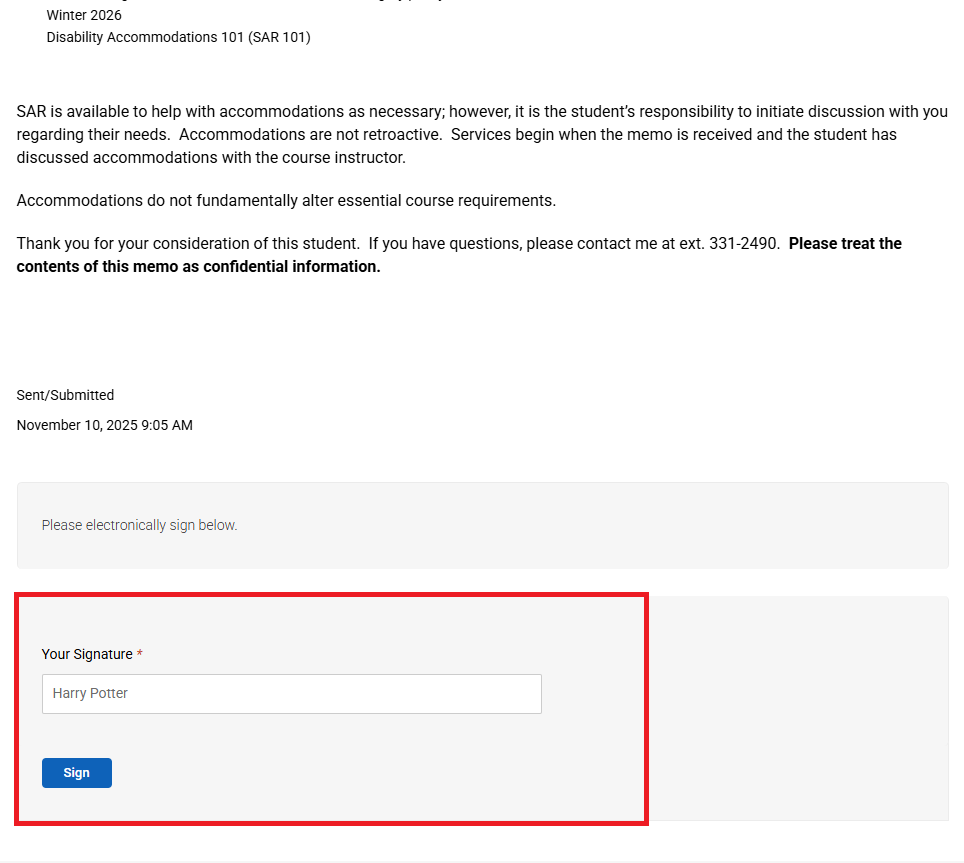 Winter 2026
Disability Accommodations 101 (SAR 101)
SAR is available to help with accommodations as necessary; however, it is the student’s responsibility to initiate discussion with you
regarding their needs.  Accommodations are not retroactive.  Services begin when the memo is received and the student has
discussed accommodations with the course instructor.
Accommodations do not fundamentally alter essential course requirements.
Thank you for your consideration of this student.  If you have questions, please contact me at ext. 331-2490.  Please treat the
contents of this memo as confidential information.
Sent/Submitted
November 10, 2025 9:05 AM
Please electronically sign below.
Your Signature *
Harry Potter
Sign